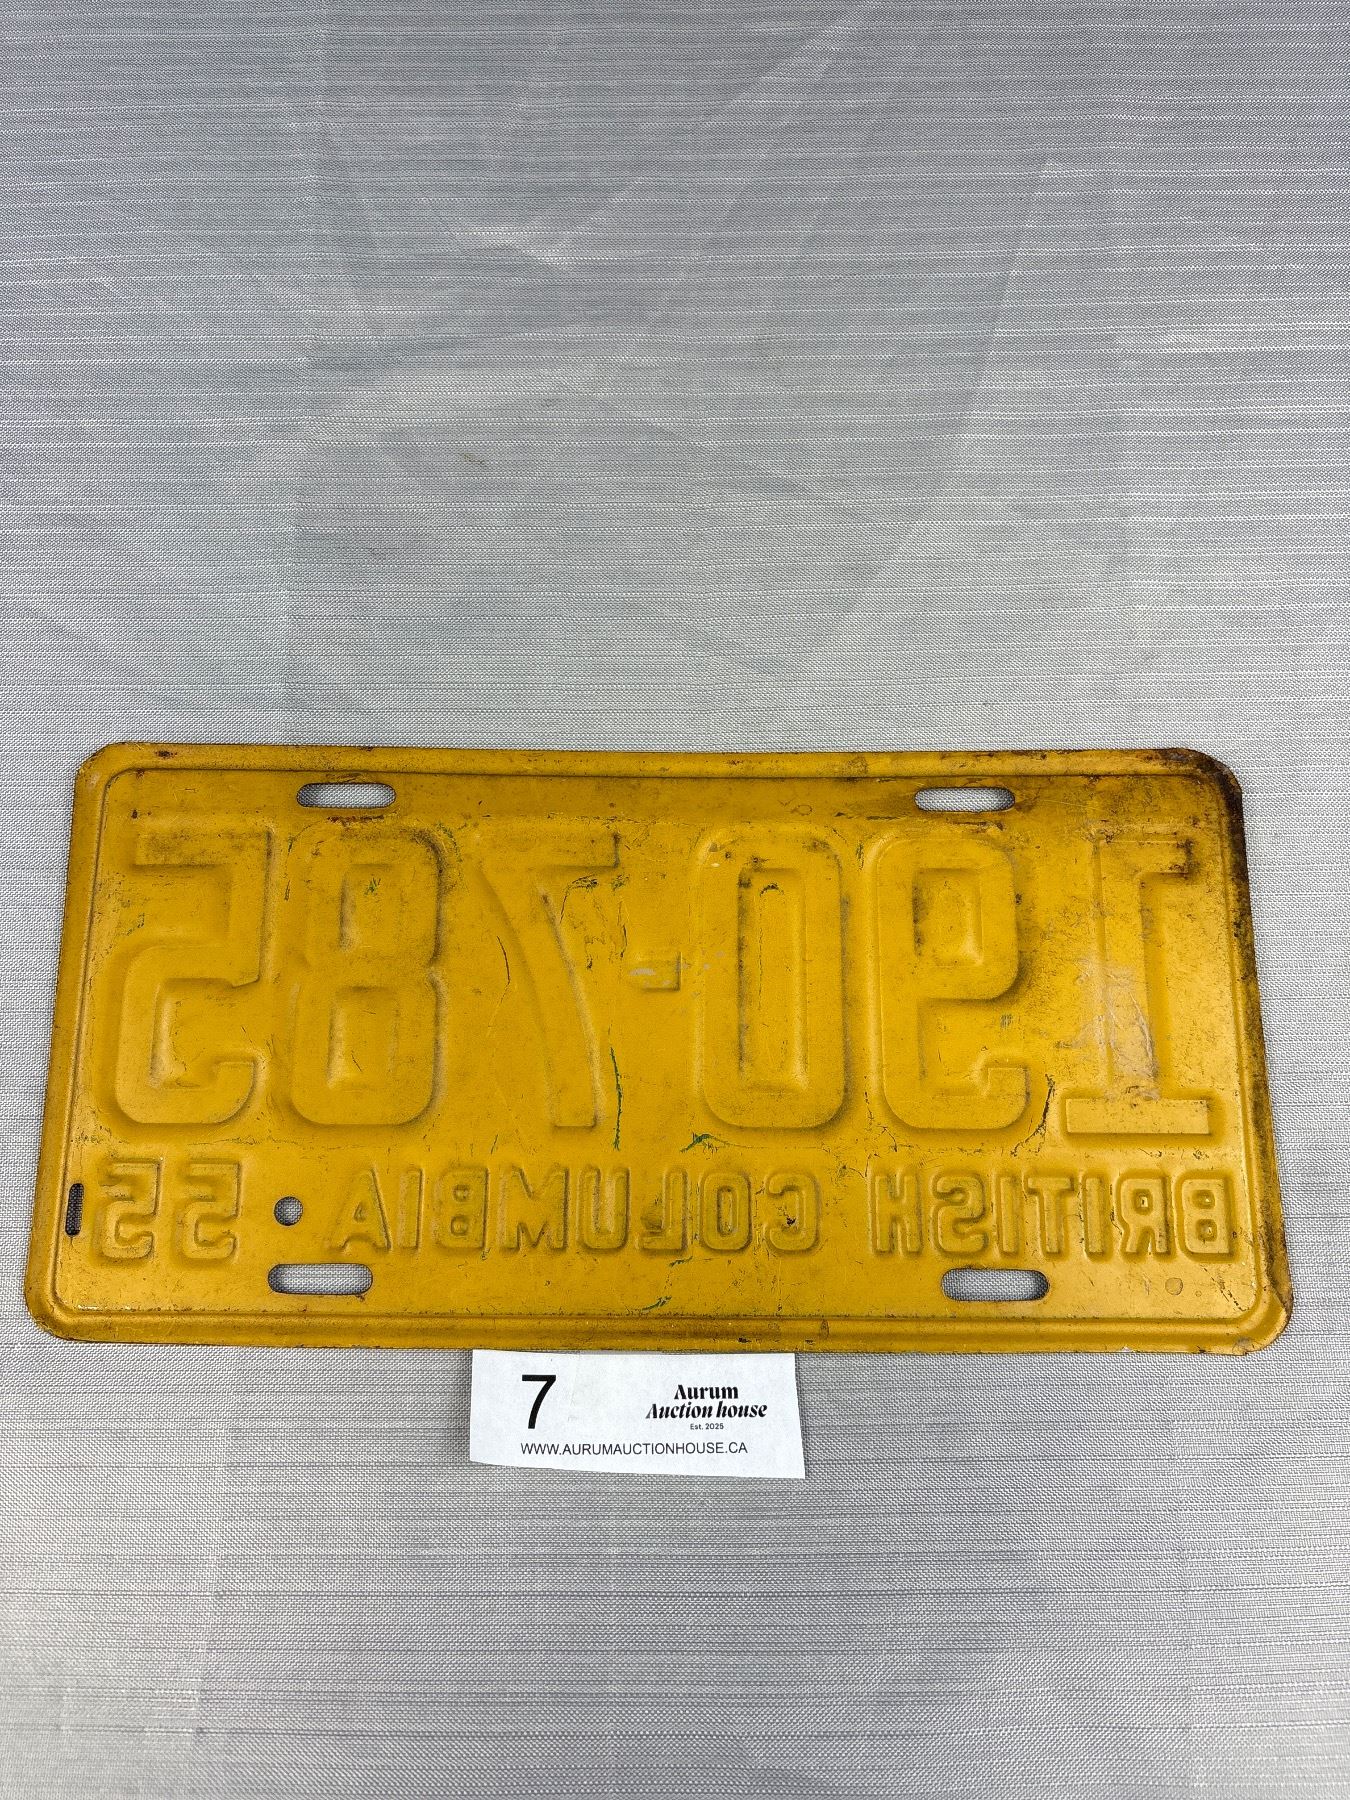 190-785
BRITISH COLUMBIA • 55
7
Aurum
Auction house
Est. 2025
WWW.AURUMAUCTIONHOUSE.CA